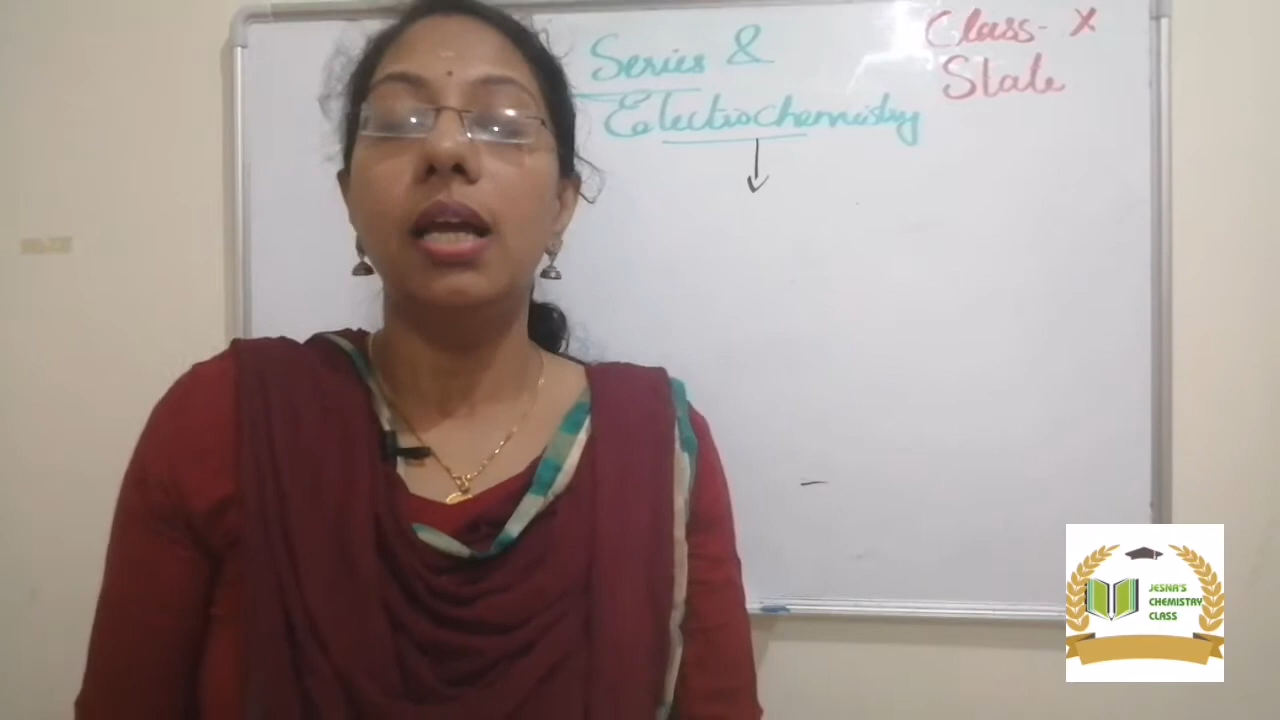 Series &
Electrochemistry
Class- X
State
JESNA'S
CHEMISTRY
CLASS